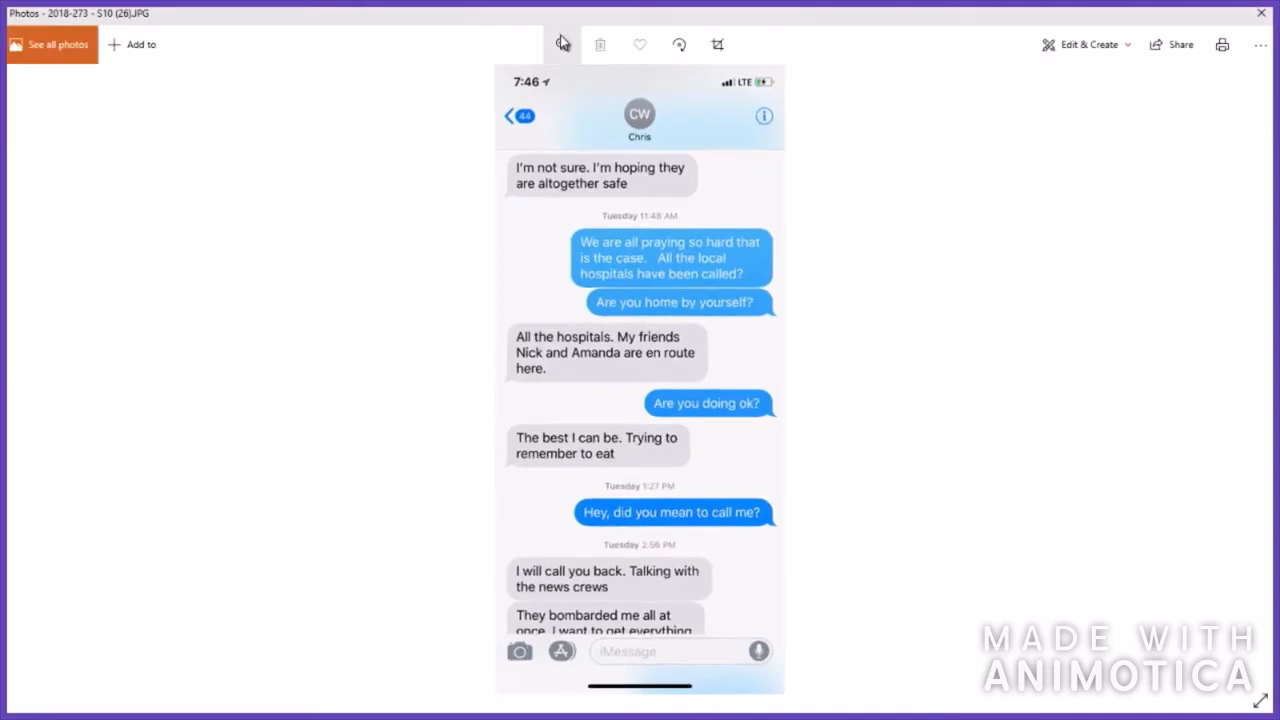 Photos - 2018-273 - S10 (26).JPG
See all photos
Add to
Edit & Create
Share
7:46
LTE
44
CW
Chris
I'm not sure. I'm hoping they
are altogether safe
Tuesday 11:48 AM
We are all praying so hard that
is the case. All the local
hospitals have been called?
Are you home by yourself?
All the hospitals. My friends
Nick and Amanda are en route
here.
Are you doing ok?
The best I can be. Trying to
remember to eat
Tuesday 1:27 PM
Hey, did you mean to call me?
Tuesday 2:56 PM
I will call you back. Talking with
the news crews
They bombarded me all at
once. I want to get everything
iMessage
MADE WITH
ANIMOTICA